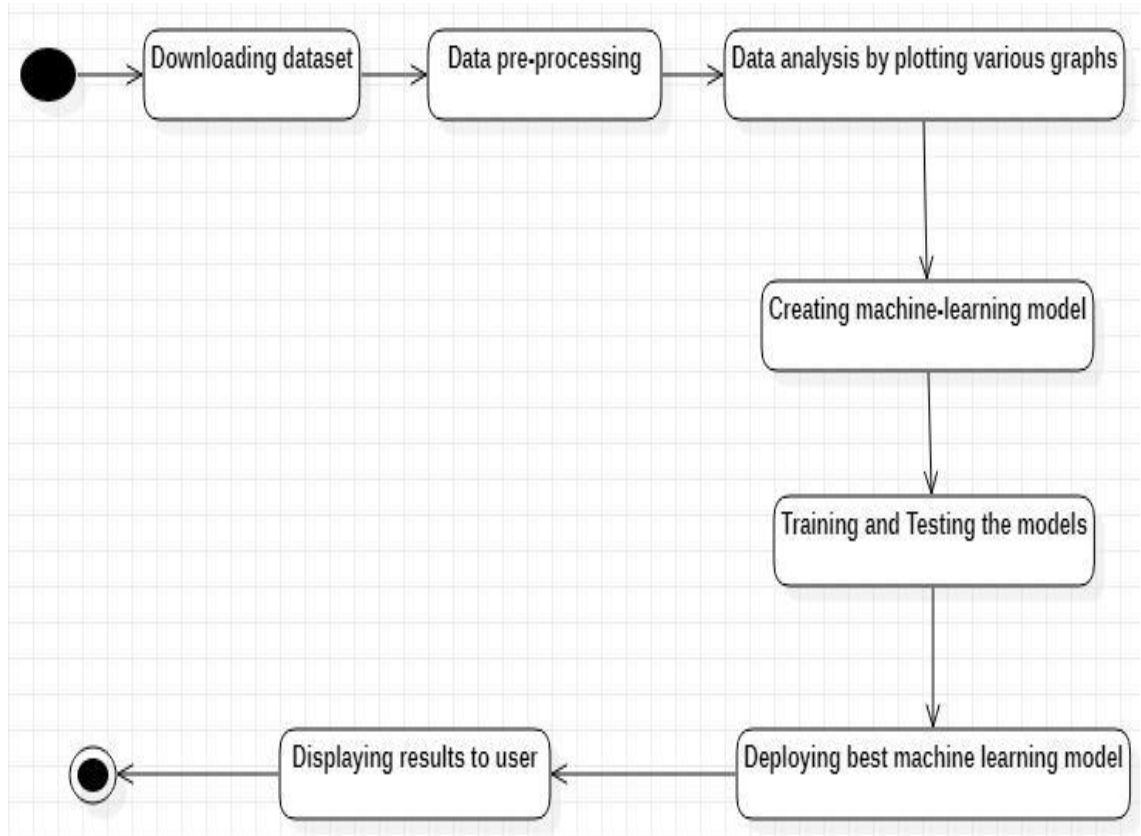 Downloading dataset
Data pre-processing
Data analysis by plotting various graphs
Creating machine-learning model
Training and Testing the models
Deploying best machine learning model
Displaying results to user